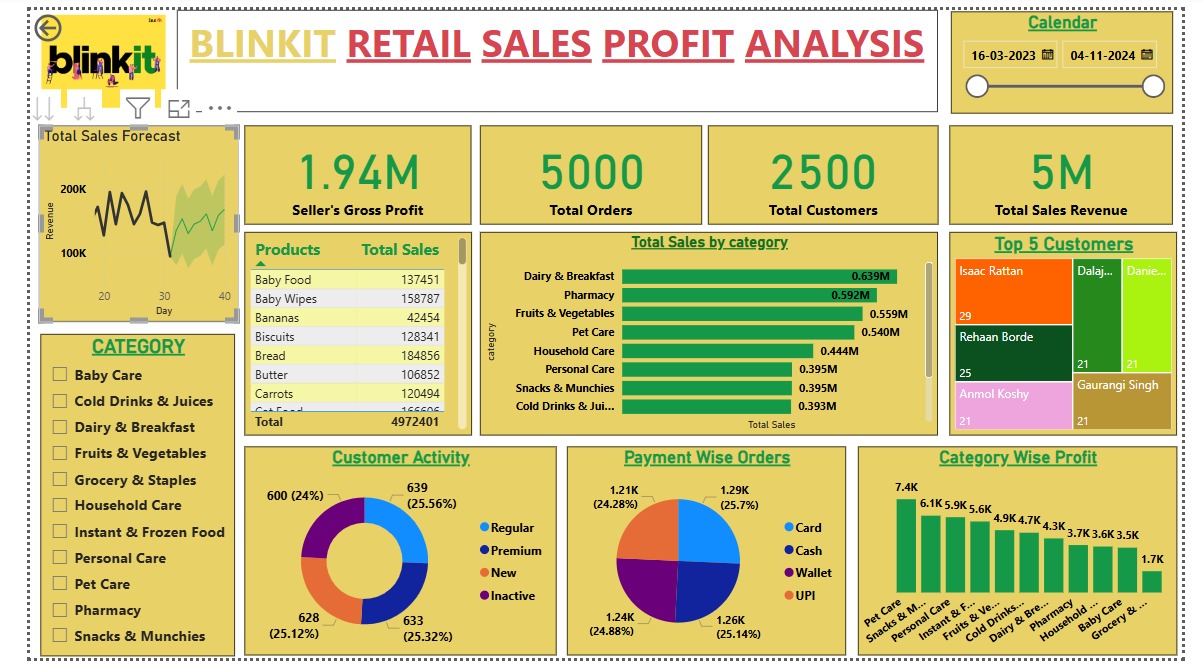 blinkit
BLINKIT RETAIL SALES PROFIT ANALYSIS
Calendar
16-03-2023 04-11-2024
Total Sales Forecast
200K
100K
Revenue
20 30 40
Day
1.94M
Seller's Gross Profit
5000
Total Orders
2500
Total Customers
5M
Total Sales Revenue
Products Total Sales
Baby Food 137451
Baby Wipes 158787
Bananas 42454
Biscuits 128341
Bread 184856
Butter 106852
Carrots 120494
Cat Food 166606
Total 4972401
Total Sales by category
category
Dairy & Breakfast 0.639M
Pharmacy 0.592M
Fruits & Vegetables 0.559M
Pet Care 0.540M
Household Care 0.444M
Personal Care 0.395M
Snacks & Munchies 0.395M
Cold Drinks & Jui... 0.393M
Total Sales
Top 5 Customers
Isaac Rattan
29
Rehaan Borde
25
Anmol Koshy
21
Dalaj...
21
Danie...
21
Gaurangi Singh
21
CATEGORY
Baby Care
Cold Drinks & Juices
Dairy & Breakfast
Fruits & Vegetables
Grocery & Staples
Household Care
Instant & Frozen Food
Personal Care
Pet Care
Pharmacy
Snacks & Munchies
Customer Activity
600 (24%)
639
(25.56%)
628
(25.12%)
633
(25.32%)
Regular
Premium
New
Inactive
Payment Wise Orders
1.21K
(24.28%)
1.29K
(25.7%)
1.24K
(24.88%)
1.26K
(25.14%)
Card
Cash
Wallet
UPI
Category Wise Profit
7.4K 6.1K 5.9K 5.6K 4.9K 4.7K 4.3K 3.7K 3.6K 3.5K 1.7K
Pet Care
Snacks & M...
Personal Care
Instant & F...
Fruits & Ve...
Cold Drinks...
Dairy & Bre...
Pharmacy
Household ...
Baby Care
Grocery & ...